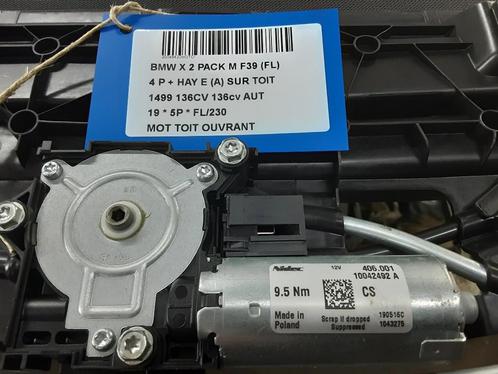 BMW X 2 PACK M F39 (FL)
4 P + HAY E (A) SUR TOIT
1499 136CV 136cv AUT
19 * 5P * FL/230
MOT TOIT OUVRANT
12V
406.001
10042492 A
9.5 Nm
CS
Made in
Poland
190516C
Scrap if dropped
Suppressed
1043275